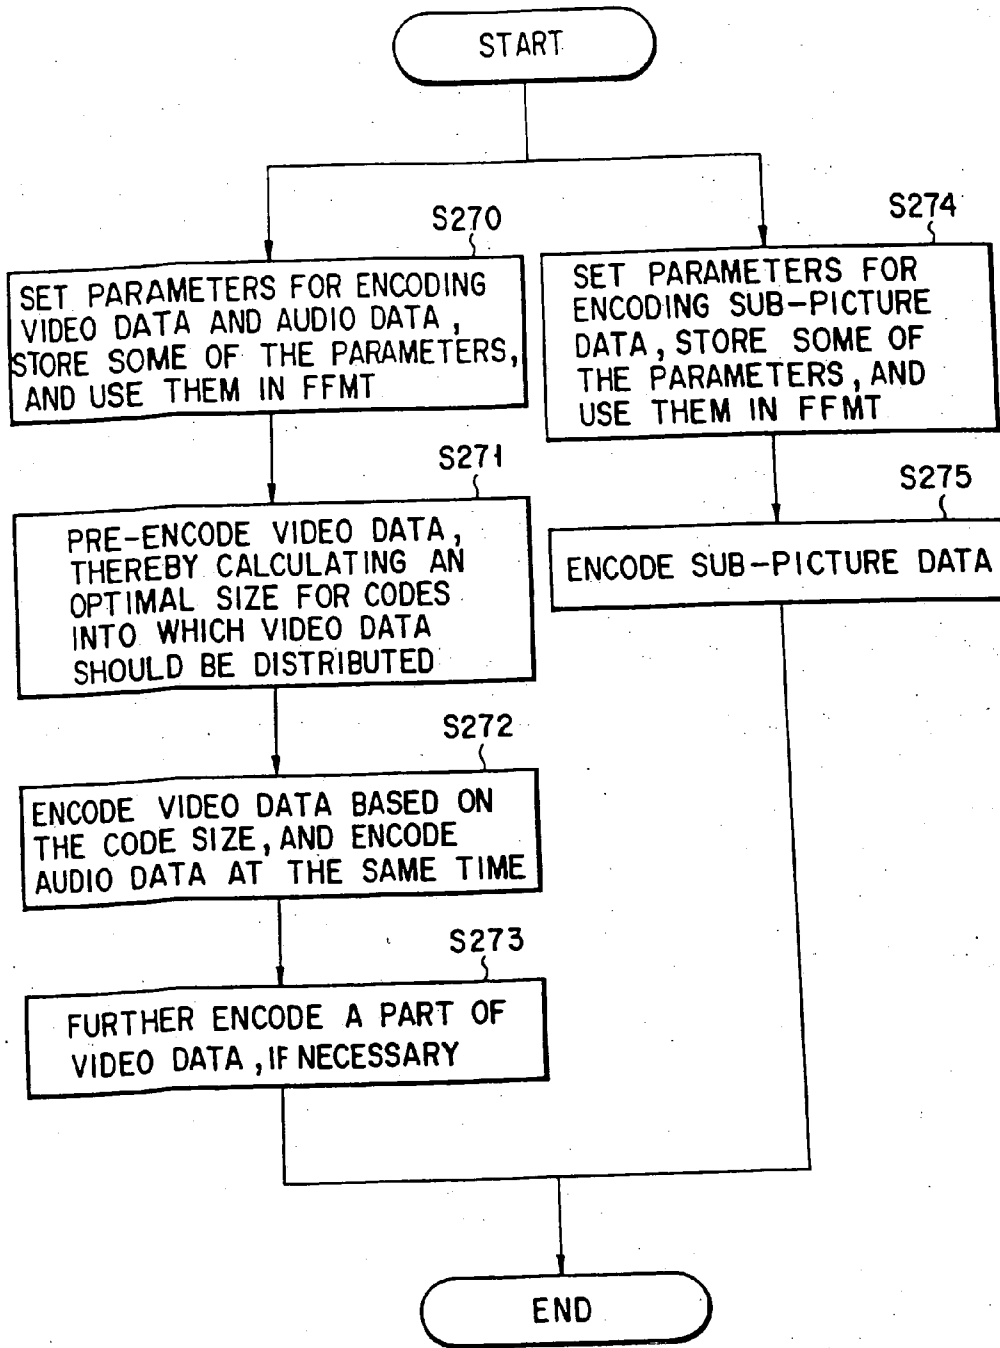 START
S270
SET PARAMETERS FOR ENCODING
VIDEO DATA AND AUDIO DATA,
STORE SOME OF THE PARAMETERS,
AND USE THEM IN FFMT
S271
PRE-ENCODE VIDEO DATA,
THEREBY CALCULATING AN
OPTIMAL SIZE FOR CODES
INTO WHICH VIDEO DATA
SHOULD BE DISTRIBUTED
S272
ENCODE VIDEO DATA BASED ON
THE CODE SIZE, AND ENCODE
AUDIO DATA AT THE SAME TIME
S273
FURTHER ENCODE A PART OF
VIDEO DATA, IF NECESSARY
S274
SET PARAMETERS FOR
ENCODING SUB-PICTURE
DATA, STORE SOME OF
THE PARAMETERS, AND
USE THEM IN FFMT
S275
ENCODE SUB-PICTURE DATA
END